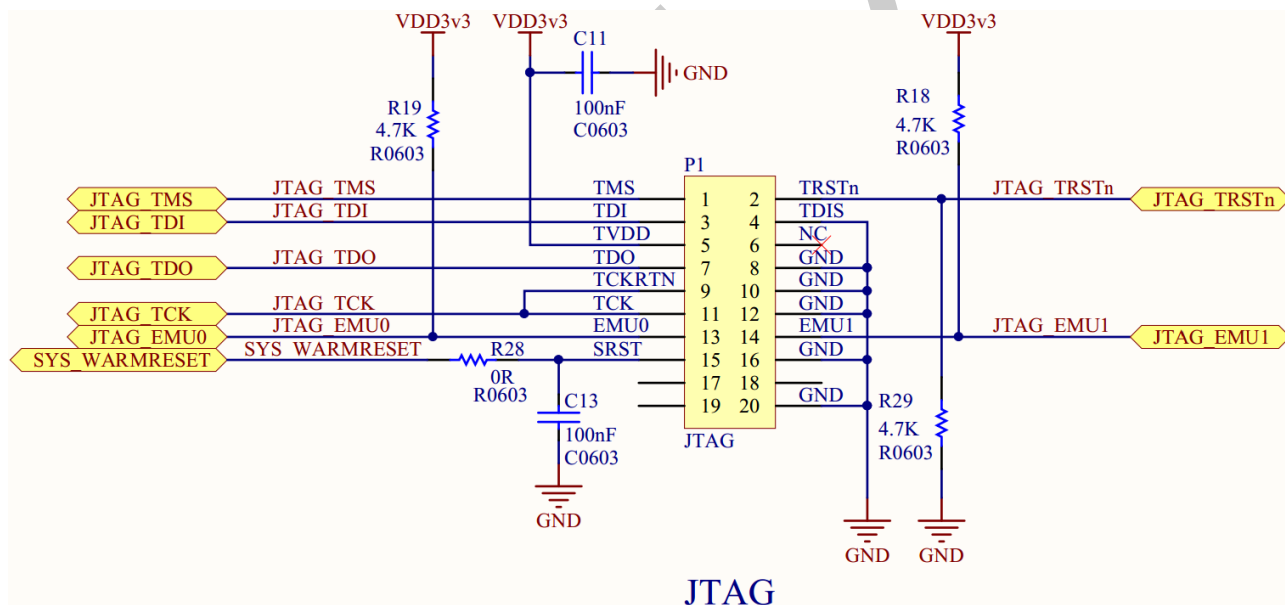 VDD3v3 VDD3v3 VDD3v3
C11
GND
100nF
C0603
R19
4.7K
R0603
R18
4.7K
R0603
P1
JTAG_TMS JTAG_TMS TMS 1 2 TRSTn JTAG_TRSTn JTAG_TRSTn
JTAG_TDI JTAG_TDI TDI 3 4 TDIS
TVDD 5 6 NC
JTAG_TDO JTAG_TDO TDO 7 8 GND
TCKRTN 9 10 GND
JTAG_TCK JTAG_TCK TCK 11 12 GND
JTAG_EMU0 JTAG_EMU0 EMU0 13 14 EMU1 JTAG_EMU1 JTAG_EMU1
SYS_WARMRESET SYS_WARMRESET SRST 15 16 GND
17 18
19 20 GND
R28
0R
R0603
C13
100nF
C0603
GND
JTAG
R29
4.7K
R0603
GND GND
JTAG